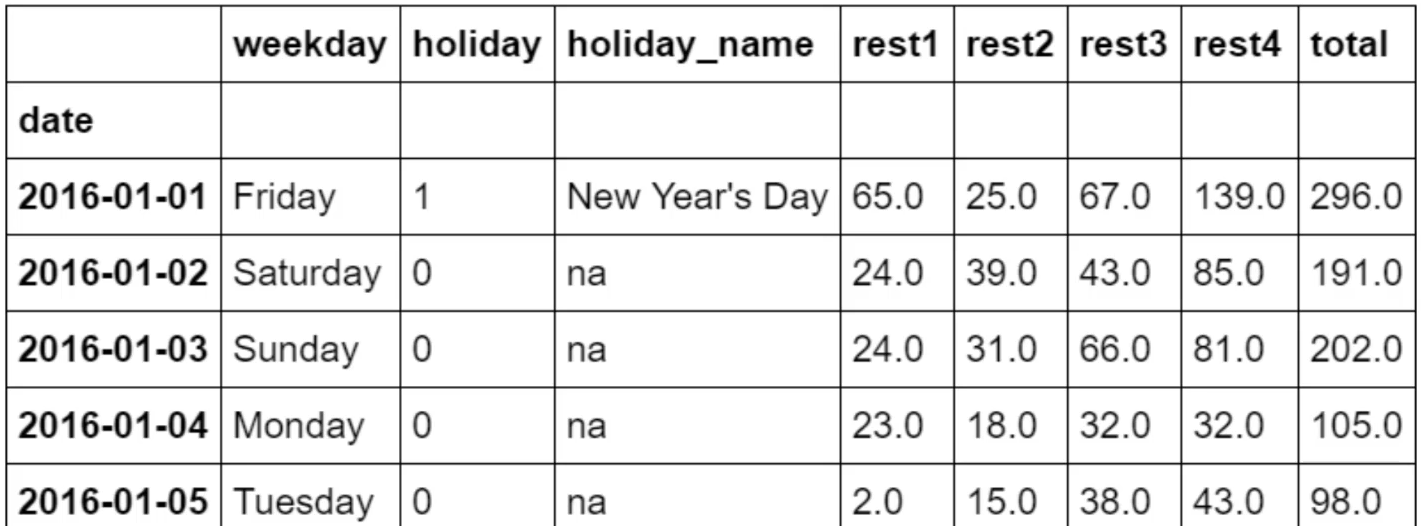 weekday holiday holiday_name rest1 rest2 rest3 rest4 total
date
2016-01-01 Friday 1 New Year's Day 65.0 25.0 67.0 139.0 296.0
2016-01-02 Saturday 0 na 24.0 39.0 43.0 85.0 191.0
2016-01-03 Sunday 0 na 24.0 31.0 66.0 81.0 202.0
2016-01-04 Monday 0 na 23.0 18.0 32.0 32.0 105.0
2016-01-05 Tuesday 0 na 2.0 15.0 38.0 43.0 98.0